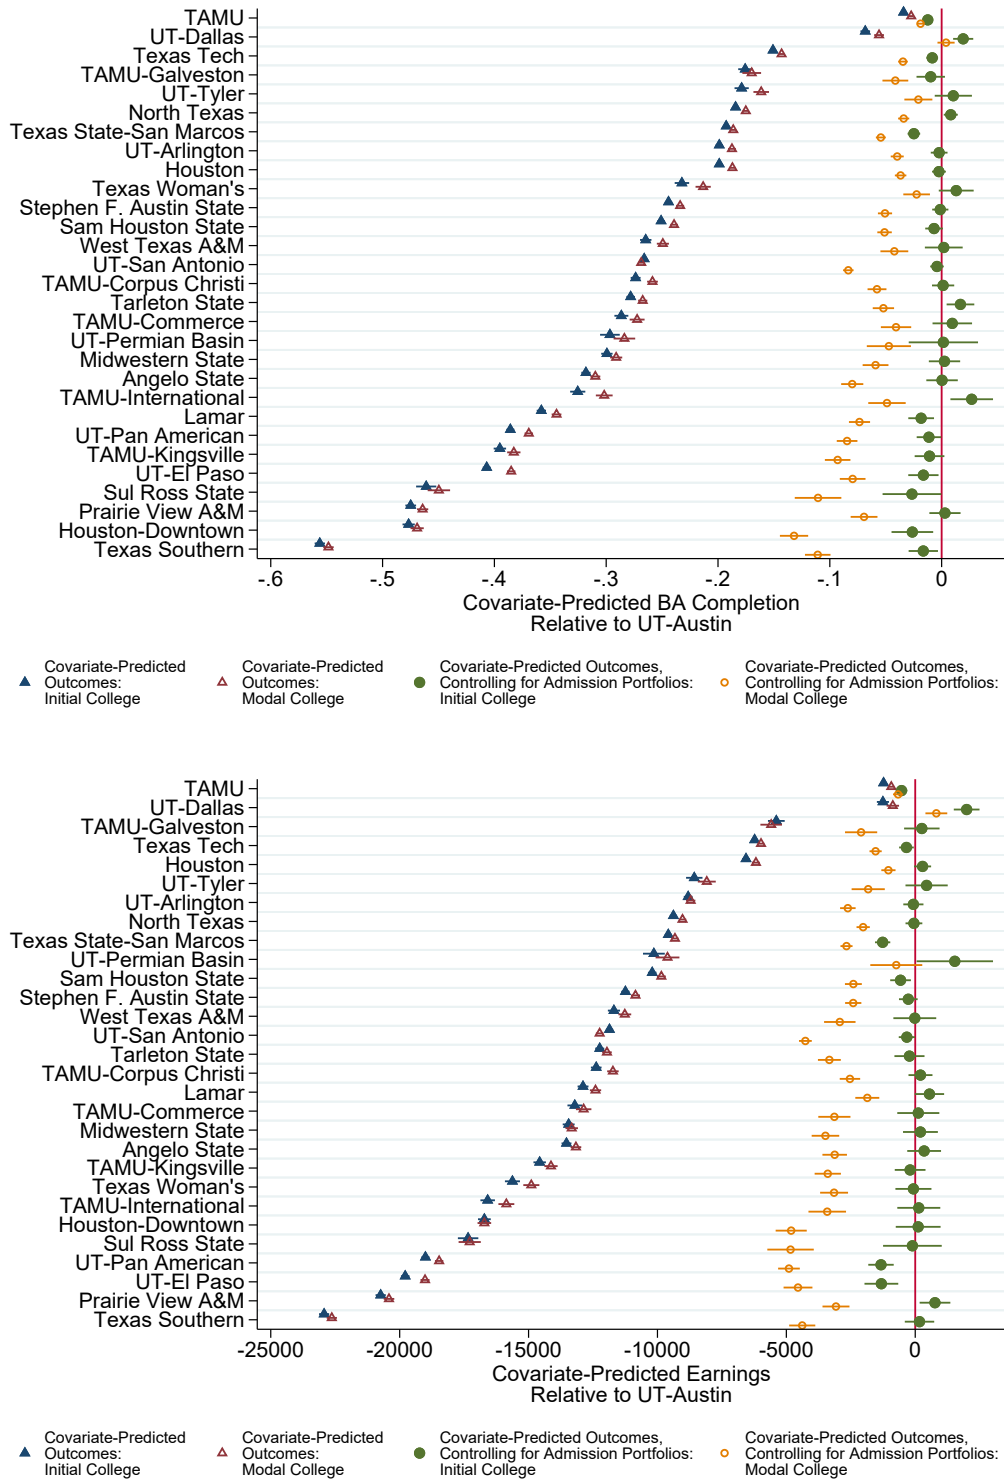 TAMU
UT-Dallas
Texas Tech
TAMU-Galveston
UT-Tyler
North Texas
Texas State-San Marcos
UT-Arlington
Houston
Texas Woman's
Stephen F. Austin State
Sam Houston State
West Texas A&M
UT-San Antonio
TAMU-Corpus Christi
Tarleton State
TAMU-Commerce
UT-Permian Basin
Midwestern State
Angelo State
TAMU-International
Lamar
UT-Pan American
TAMU-Kingsville
UT-El Paso
Sul Ross State
Prairie View A&M
Houston-Downtown
Texas Southern
-.6 -.5 -.4 -.3 -.2 -.1 0
Covariate-Predicted BA Completion
Relative to UT-Austin
Covariate-Predicted
Outcomes:
Initial College
Covariate-Predicted
Outcomes:
Modal College
Covariate-Predicted Outcomes,
Controlling for Admission Portfolios:
Initial College
Covariate-Predicted Outcomes,
Controlling for Admission Portfolios:
Modal College
TAMU
UT-Dallas
TAMU-Galveston
Texas Tech
Houston
UT-Tyler
UT-Arlington
North Texas
Texas State-San Marcos
UT-Permian Basin
Sam Houston State
Stephen F. Austin State
West Texas A&M
UT-San Antonio
Tarleton State
TAMU-Corpus Christi
Lamar
TAMU-Commerce
Midwestern State
Angelo State
TAMU-Kingsville
Texas Woman's
TAMU-International
Houston-Downtown
Sul Ross State
UT-Pan American
UT-El Paso
Prairie View A&M
Texas Southern
-25000 -20000 -15000 -10000 -5000 0
Covariate-Predicted Earnings
Relative to UT-Austin
Covariate-Predicted
Outcomes:
Initial College
Covariate-Predicted
Outcomes:
Modal College
Covariate-Predicted Outcomes,
Controlling for Admission Portfolios:
Initial College
Covariate-Predicted Outcomes,
Controlling for Admission Portfolios:
Modal College